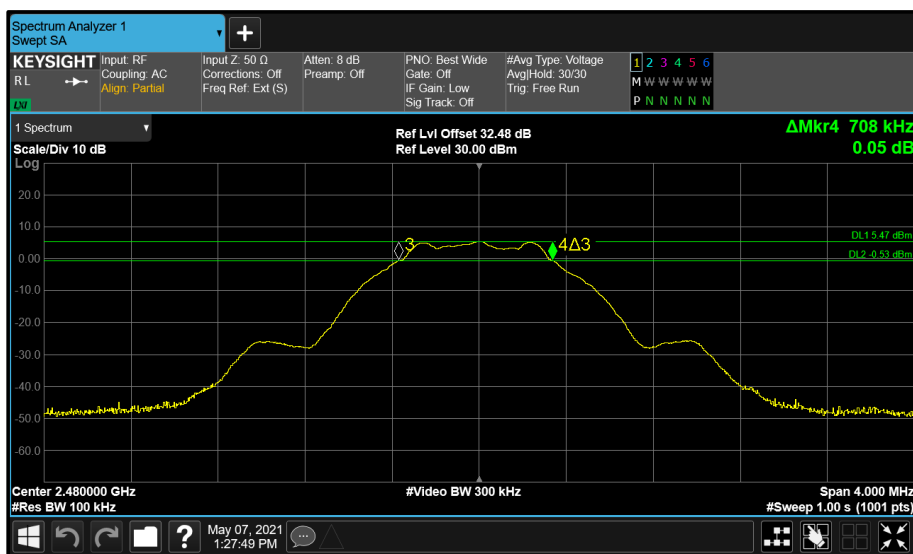 Spectrum Analyzer 1
Swept SA
KEYSIGHT
R L
LXI
Input: RF
Coupling: AC
Align: Partial
Input Z: 50 Ω
Corrections: Off
Freq Ref: Ext (S)
Atten: 8 dB
Preamp: Off
PNO: Best Wide
Gate: Off
IF Gain: Low
Sig Track: Off
#Avg Type: Voltage
Avg|Hold: 30/30
Trig: Free Run
1 2 3 4 5 6
M W W W W W
P N N N N N
1 Spectrum
Scale/Div 10 dB
Ref Lvl Offset 32.48 dB
Ref Level 30.00 dBm
ΔMkr4 708 kHz
0.05 dB
Log
20.0
10.0
0.00
-10.0
-20.0
-30.0
-40.0
-50.0
-60.0
3
4Δ3
DL1 5.47 dBm
DL2 -0.53 dBm
Center 2.480000 GHz
#Res BW 100 kHz
#Video BW 300 kHz
Span 4.000 MHz
#Sweep 1.00 s (1001 pts)
?
May 07, 2021
1:27:49 PM